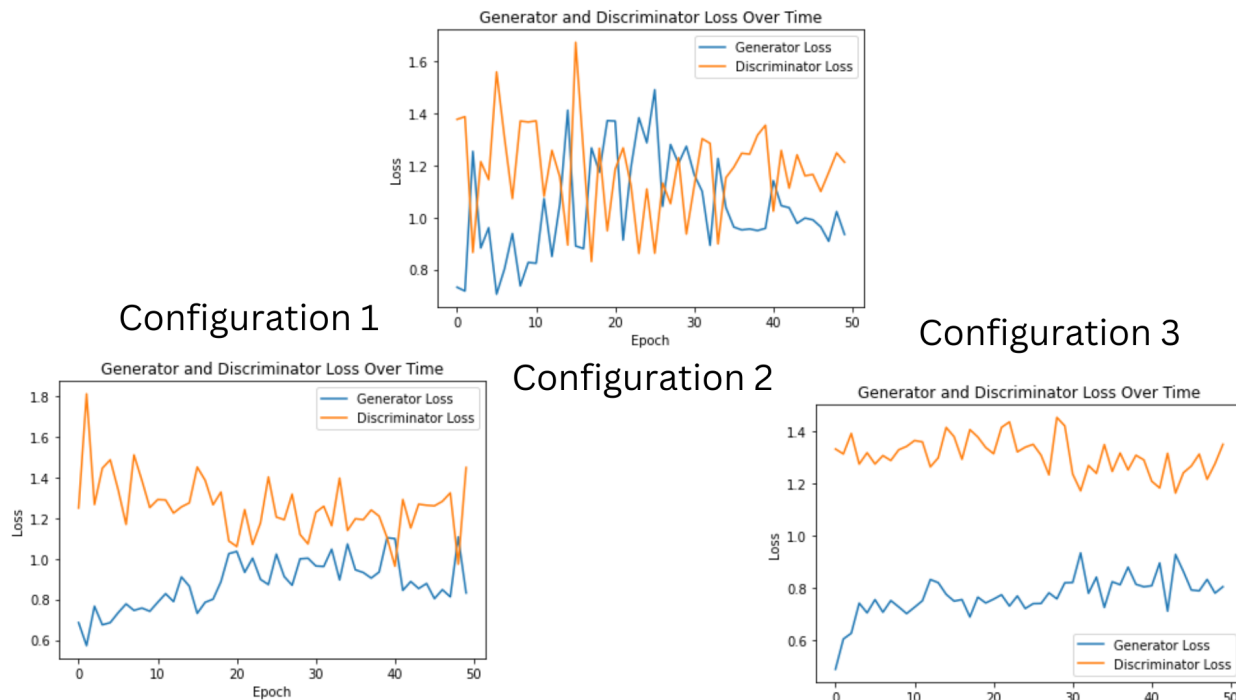 Generator and Discriminator Loss Over Time
Generator Loss
Discriminator Loss
1.6
1.4
1.2
1.0
0.8
Loss
0 10 20 30 40 50
Epoch
Configuration 1
Configuration 2
Configuration 3
Generator and Discriminator Loss Over Time
Generator Loss
Discriminator Loss
1.8
1.6
1.4
1.2
1.0
0.8
0.6
Loss
0 10 20 30 40 50
Epoch
Generator and Discriminator Loss Over Time
1.4
1.2
1.0
0.8
0.6
Loss
Generator Loss
Discriminator Loss
0 10 20 30 40 50